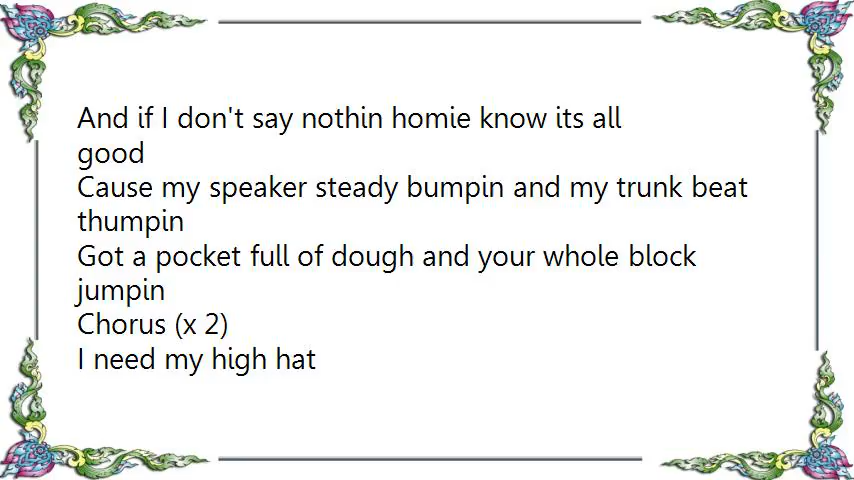 And if I don't say nothin homie know its all
good
Cause my speaker steady bumpin and my trunk beat
thumpin
Got a pocket full of dough and your whole block
jumpin
Chorus (x 2)
I need my high hat